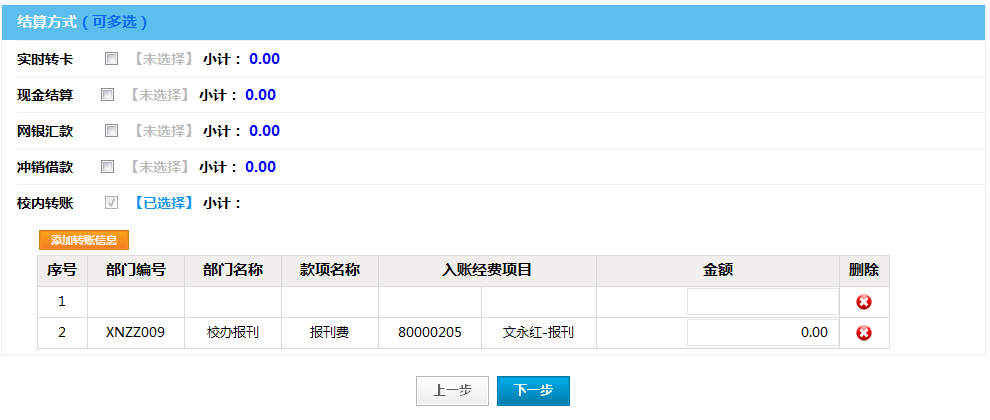 结算方式（可多选）
实时转卡 【未选择】 小计： 0.00
现金结算 【未选择】 小计： 0.00
网银汇款 【未选择】 小计： 0.00
冲销借款 【未选择】 小计： 0.00
校内转账 【已选择】 小计：
添加转账信息
序号 部门编号 部门名称 款项名称 入账经费项目 金额 删除
1
2 XNZZ009 校办报刊 报刊费 80000205 文永红-报刊 0.00
上一步 下一步